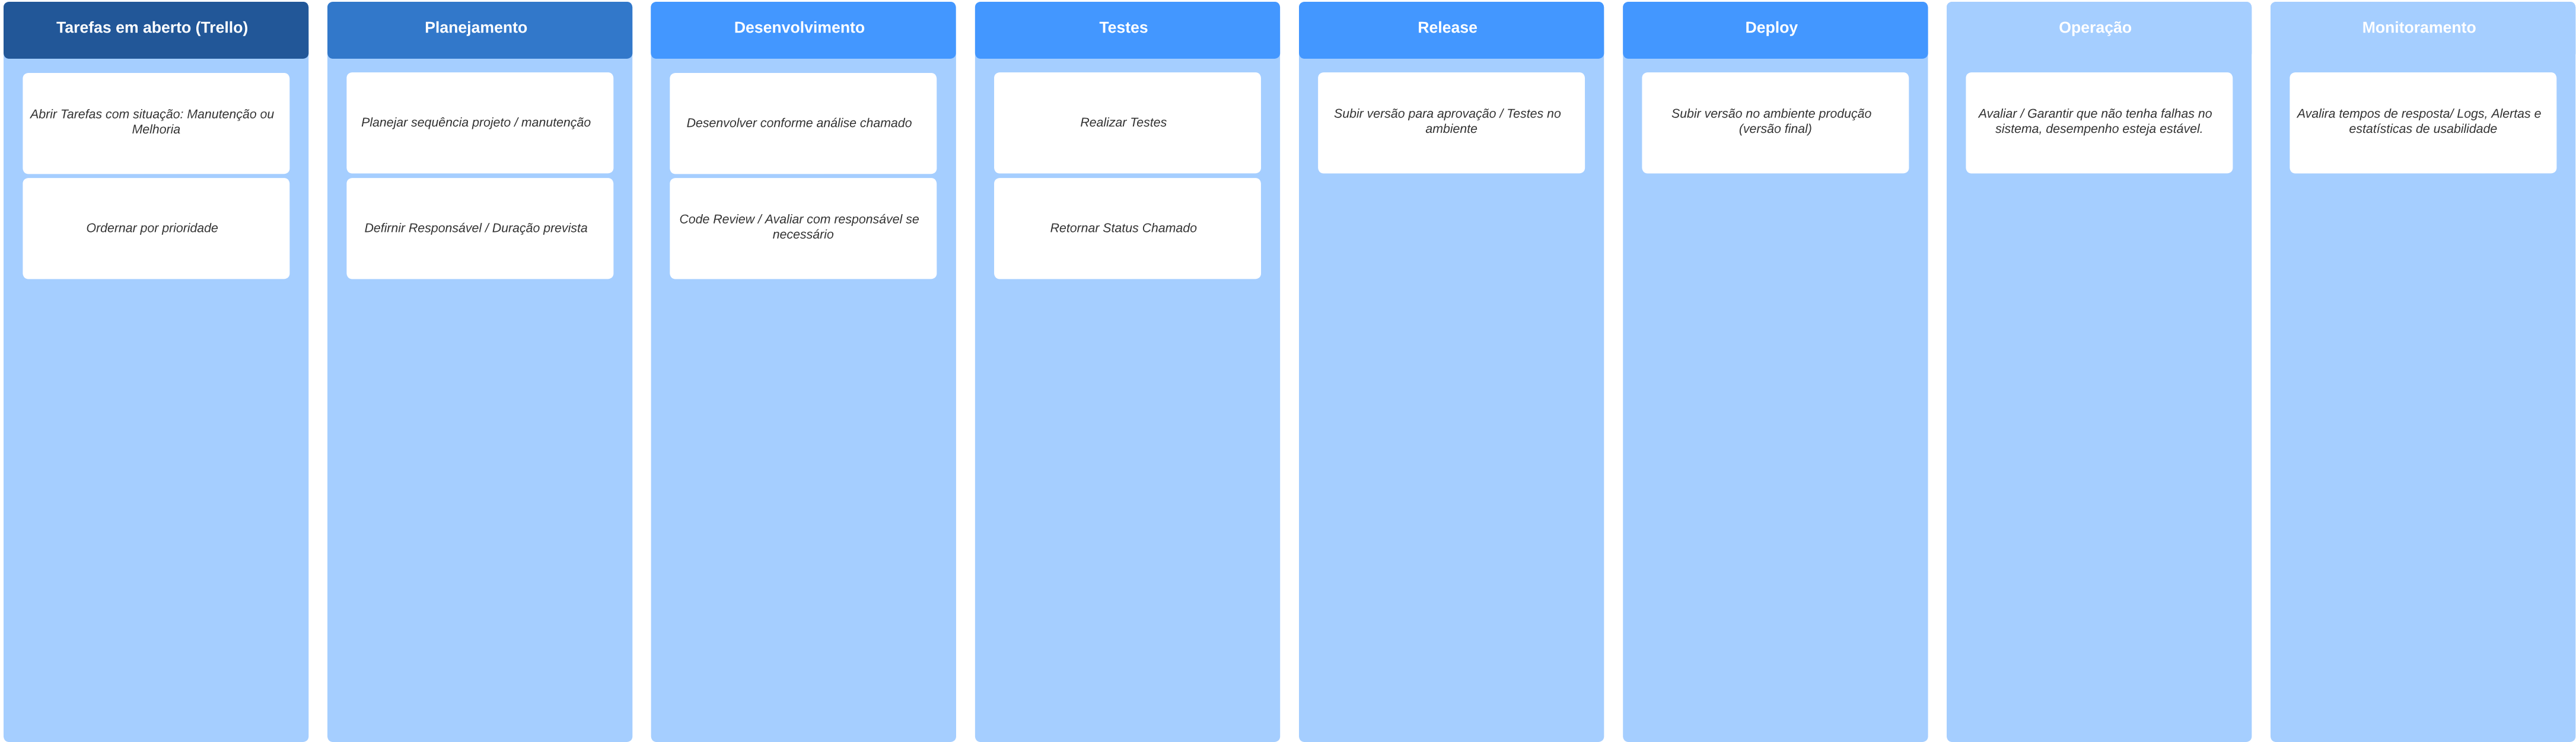 Tarefas em aberto (Trello)
Abrir Tarefas com situação: Manutenção ou
Melhoria
Ordernar por prioridade
Planejamento
Planejar sequência projeto / manutenção
Defirnir Responsável / Duração prevista
Desenvolvimento
Desenvolver conforme análise chamado
Code Review / Avaliar com responsável se
necessário
Testes
Realizar Testes
Retornar Status Chamado
Release
Subir versão para aprovação / Testes no
ambiente
Deploy
Subir versão no ambiente produção
(versão final)
Operação
Avaliar / Garantir que não tenha falhas no
sistema, desempenho esteja estável.
Monitoramento
Avalira tempos de resposta/ Logs, Alertas e
estatísticas de usabilidade